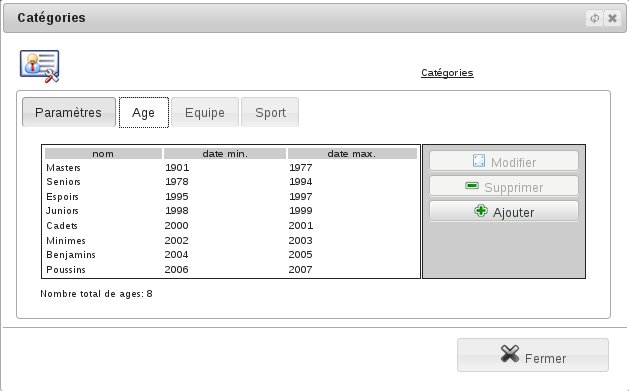 Catégories
Catégories
Paramètres Age Equipe Sport
nom date min. date max.
Masters 1901 1977
Seniors 1978 1994
Espoirs 1995 1997
Juniors 1998 1999
Cadets 2000 2001
Minimes 2002 2003
Benjamins 2004 2005
Poussins 2006 2007
Modifier
Supprimer
Ajouter
Nombre total de ages: 8
Fermer